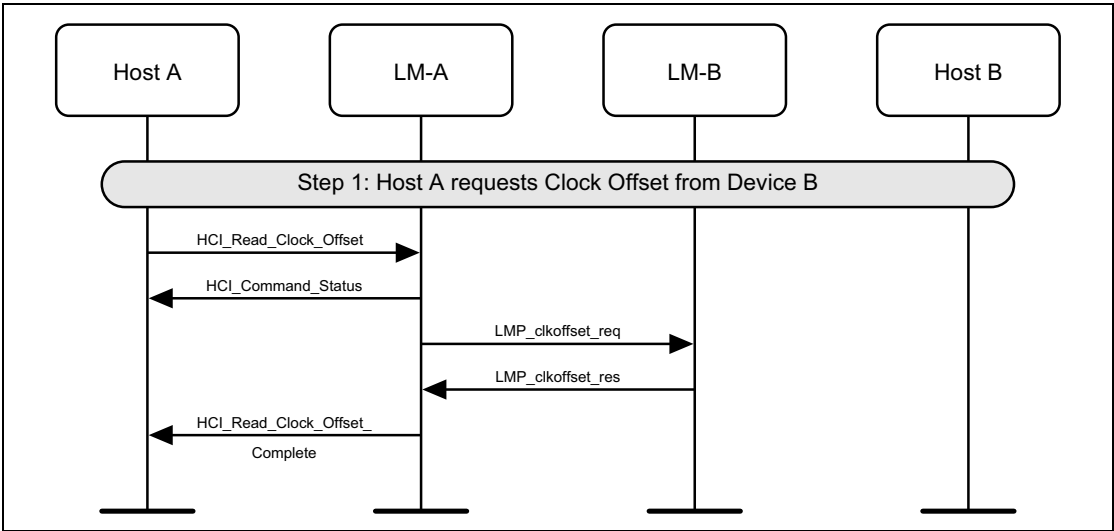 Host A
LM-A
LM-B
Host B
Step 1: Host A requests Clock Offset from Device B
HCI_Read_Clock_Offset
HCI_Command_Status
LMP_clkoffset_req
LMP_clkoffset_res
HCI_Read_Clock_Offset_
Complete